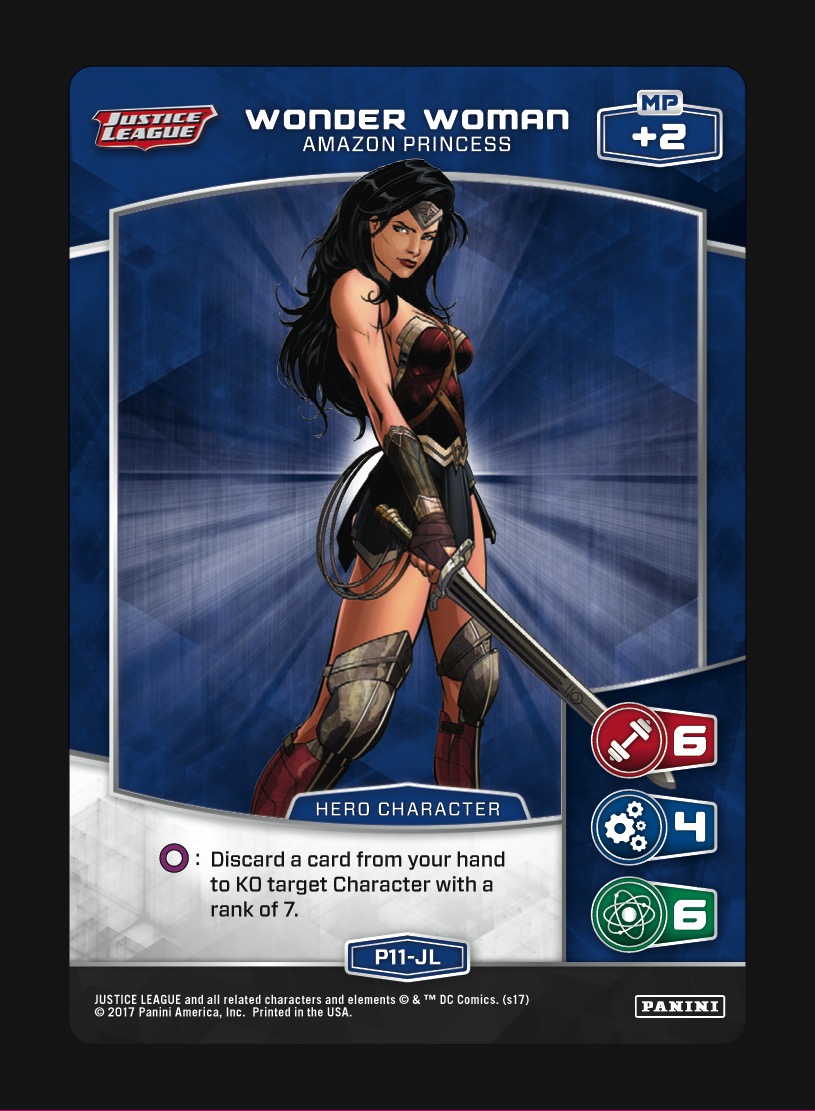 JUSTICE
LEAGUE
WONDER WOMAN
AMAZON PRINCESS
MP
+2
6
4
6
HERO CHARACTER
: Discard a card from your hand
to KO target Character with a
rank of 7.
P11-JL
JUSTICE LEAGUE and all related characters and elements © & ™ DC Comics. (s17)
© 2017 Panini America, Inc. Printed in the USA.
PANINI